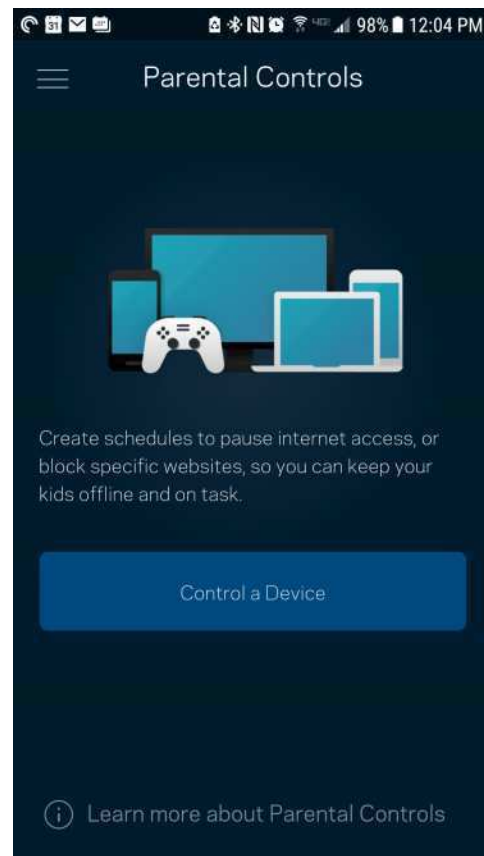 31 98% 12:04 PM
Parental Controls
Create schedules to pause internet access, or
block specific websites, so you can keep your
kids offline and on task.
Control a Device
Learn more about Parental Controls